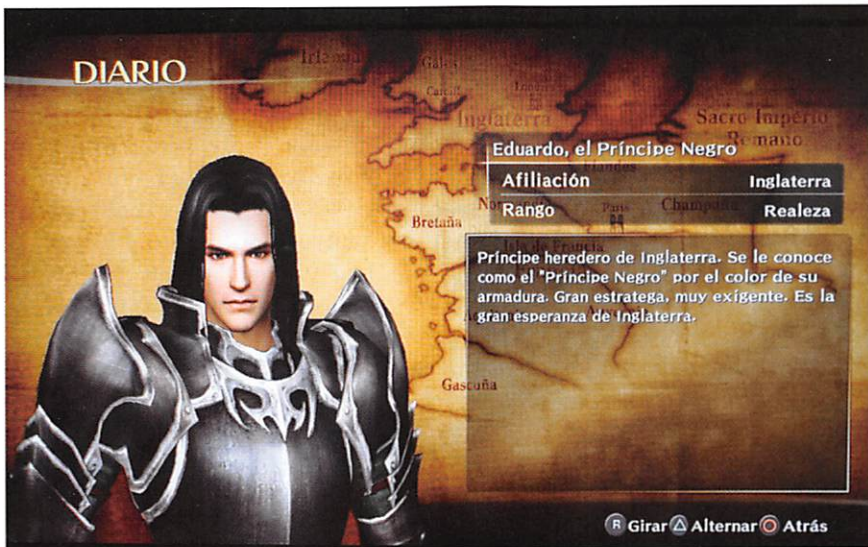 DIARIO
Irlanda
Gales
Cardiff
Inglaterra
Sacro Imperio
Romano
Eduardo, el Príncipe Negro
Flandes
Afiliación Inglaterra
Rango Realeza
París
Champaña
Bretaña
Isla de Francia
Príncipe heredero de Inglaterra. Se le conoce
como el "Príncipe Negro" por el color de su
armadura. Gran estratega, muy exigente. Es la
gran esperanza de Inglaterra.
Gascuña
R Girar Alternar Atrás